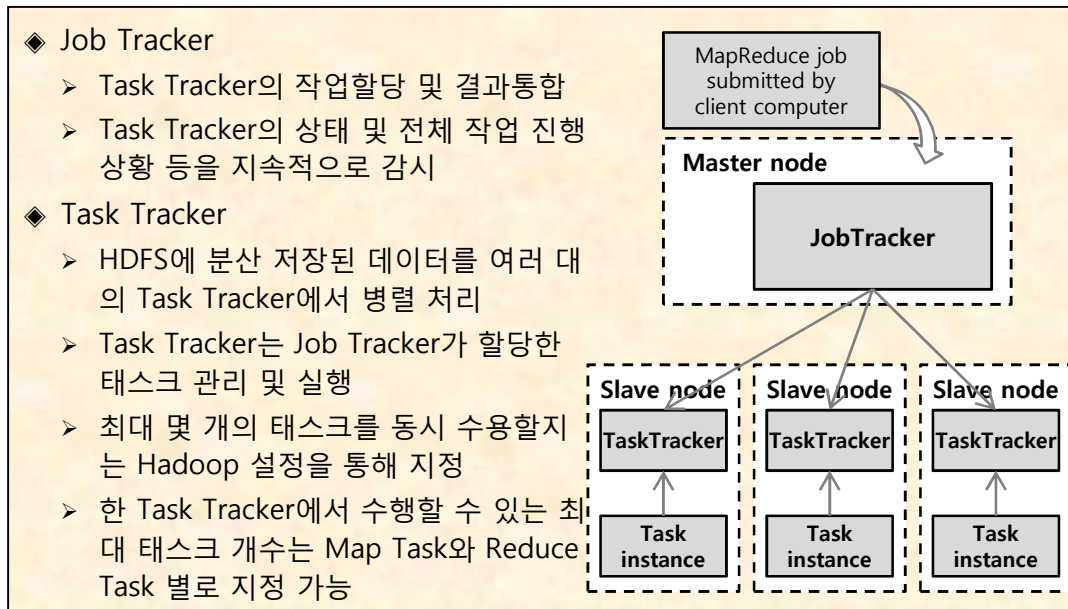 ◈ Job Tracker
➢ Task Tracker의 작업할당 및 결과통합
➢ Task Tracker의 상태 및 전체 작업 진행
상황 등을 지속적으로 감시
◈ Task Tracker
➢ HDFS에 분산 저장된 데이터를 여러 대
의 Task Tracker에서 병렬 처리
➢ Task Tracker는 Job Tracker가 할당한
태스크 관리 및 실행
➢ 최대 몇 개의 태스크를 동시 수용할지
는 Hadoop 설정을 통해 지정
➢ 한 Task Tracker에서 수행할 수 있는 최
대 태스크 개수는 Map Task와 Reduce
Task 별로 지정 가능
MapReduce job
submitted by
client computer
Master node
JobTracker
Slave node
TaskTracker
Task
instance
Slave node
TaskTracker
Task
instance
Slave node
TaskTracker
Task
instance